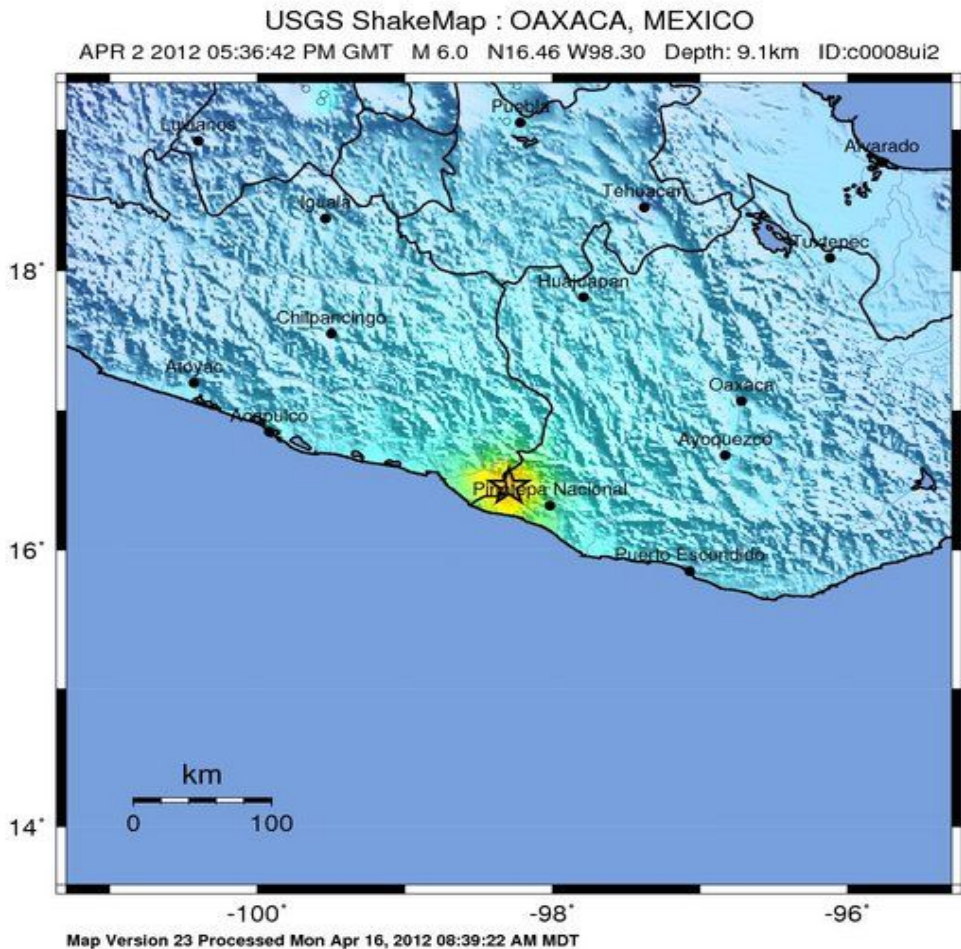 USGS ShakeMap : OAXACA, MEXICO
APR 2 2012 05:36:42 PM GMT M 6.0 N16.46 W98.30 Depth: 9.1km ID:c0008ui2
Puebla
Luvianos
Alvarado
Tehuacan
Iguala
Tuxtepec
18°
Huajuapan
Chilpancingo
Atoyac
Oaxaca
Acapulco
Ayoquezco
Pinotepa Nacional
16°
Puerto Escondido
km
0 100
14°
-100° -98° -96°
Map Version 23 Processed Mon Apr 16, 2012 08:39:22 AM MDT